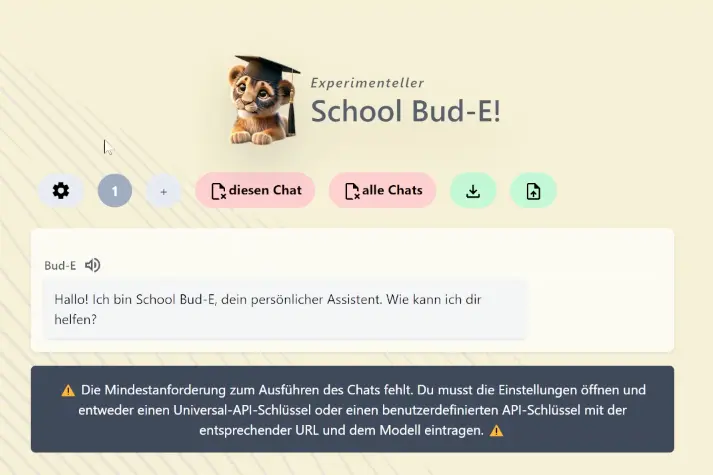 Experimenteller
School Bud-E!
1
+
diesen Chat
alle Chats
Bud-E
Hallo! Ich bin School Bud-E, dein persönlicher Assistent. Wie kann ich dir
helfen?
⚠️ Die Mindestanforderung zum Ausführen des Chats fehlt. Du musst die Einstellungen öffnen und
entweder einen Universal-API-Schlüssel oder einen benutzerdefinierten API-Schlüssel mit der
entsprechender URL und dem Modell eintragen. ⚠️